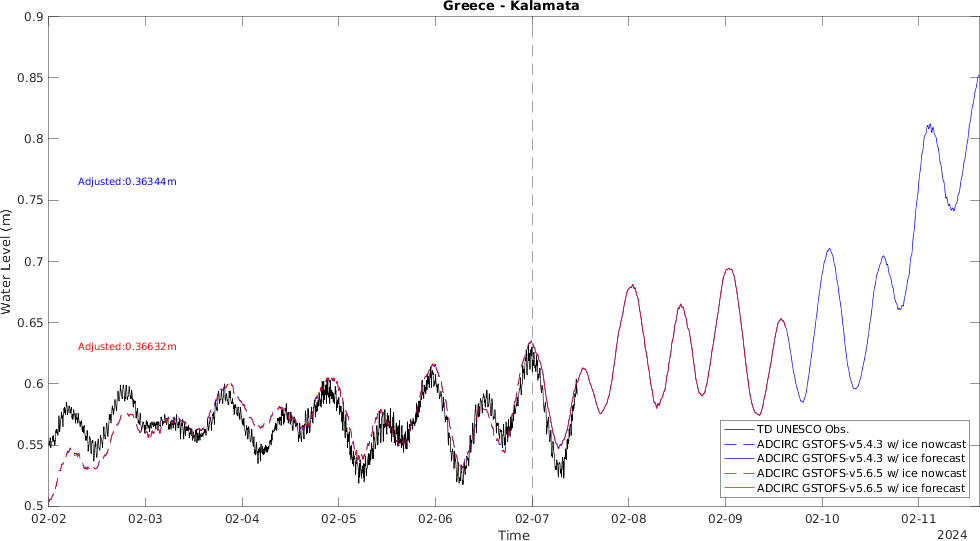 Greece - Kalamata
Water Level (m)
0.9
0.85
0.8
0.75
0.7
0.65
0.6
0.55
0.5
Adjusted:0.36344m
Adjusted:0.36632m
TD UNESCO Obs.
ADCIRC GSTOFS-v5.4.3 w/ ice nowcast
ADCIRC GSTOFS-v5.4.3 w/ ice forecast
ADCIRC GSTOFS-v5.6.5 w/ ice nowcast
ADCIRC GSTOFS-v5.6.5 w/ ice forecast
02-02 02-03 02-04 02-05 02-06 02-07 02-08 02-09 02-10 02-11
Time
2024